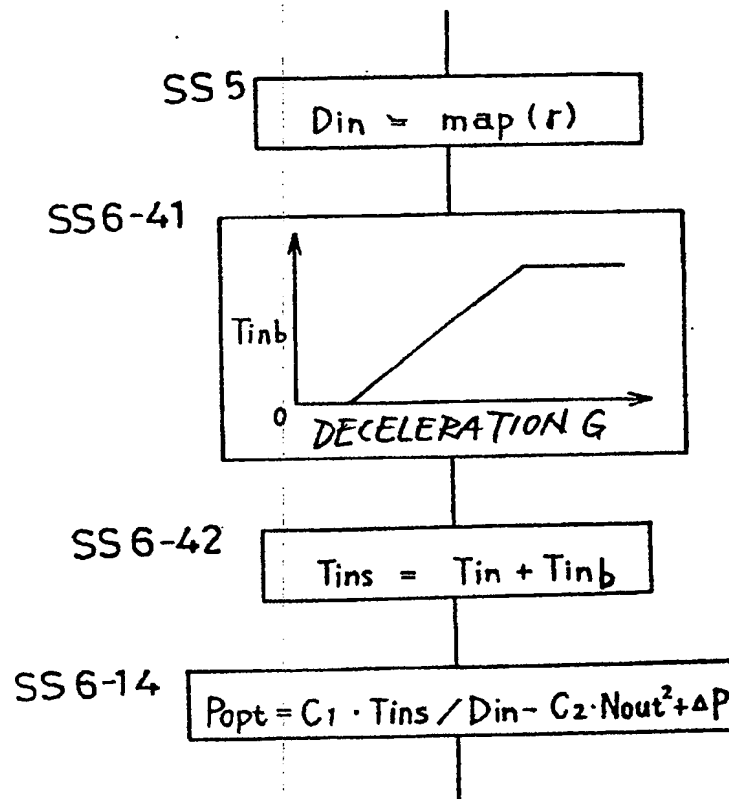 SS 5
Din = map (r)
SS6-41
Tinb
0
DECELERATION G
SS 6-42
Tins = Tin + Tinb
SS 6-14
Popt = C1 · Tins / Din - C2 · Nout² + ΔP